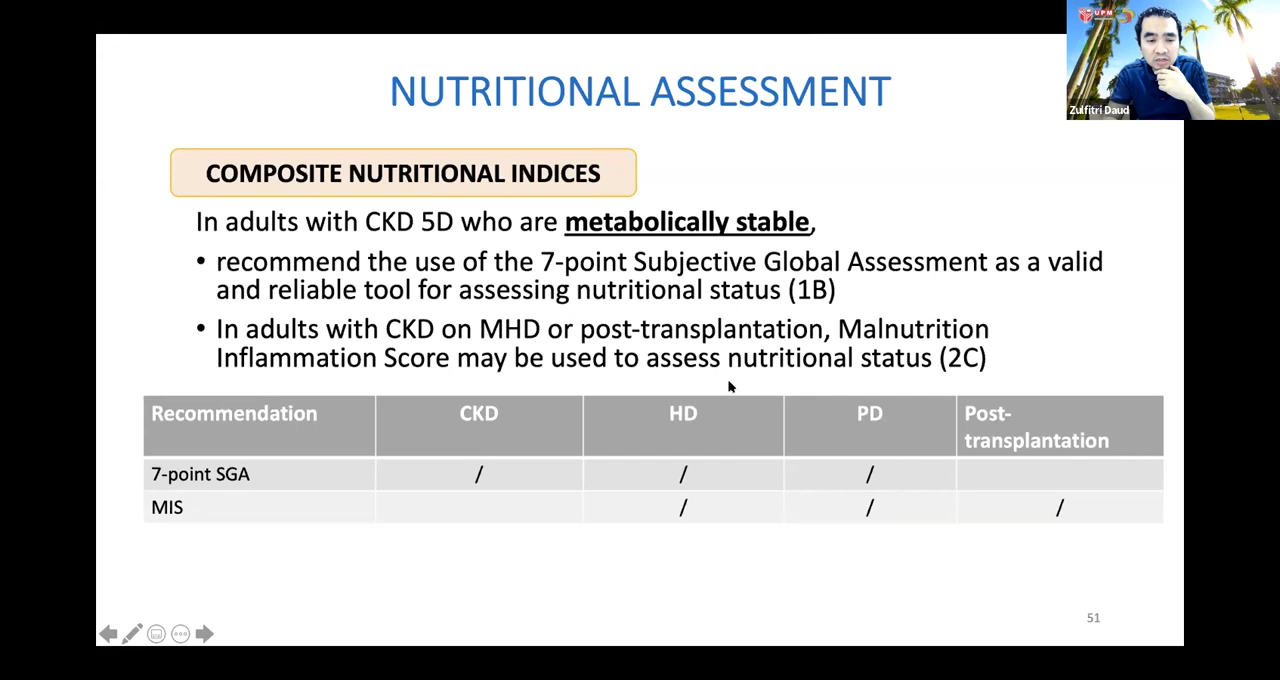 UPM
Zulfitri Daud
NUTRITIONAL ASSESSMENT
COMPOSITE NUTRITIONAL INDICES
In adults with CKD 5D who are metabolically stable,
• recommend the use of the 7-point Subjective Global Assessment as a valid
and reliable tool for assessing nutritional status (1B)
• In adults with CKD on MHD or post-transplantation, Malnutrition
Inflammation Score may be used to assess nutritional status (2C)
Recommendation CKD HD PD Post-
transplantation
7-point SGA / / /
MIS / / /
51